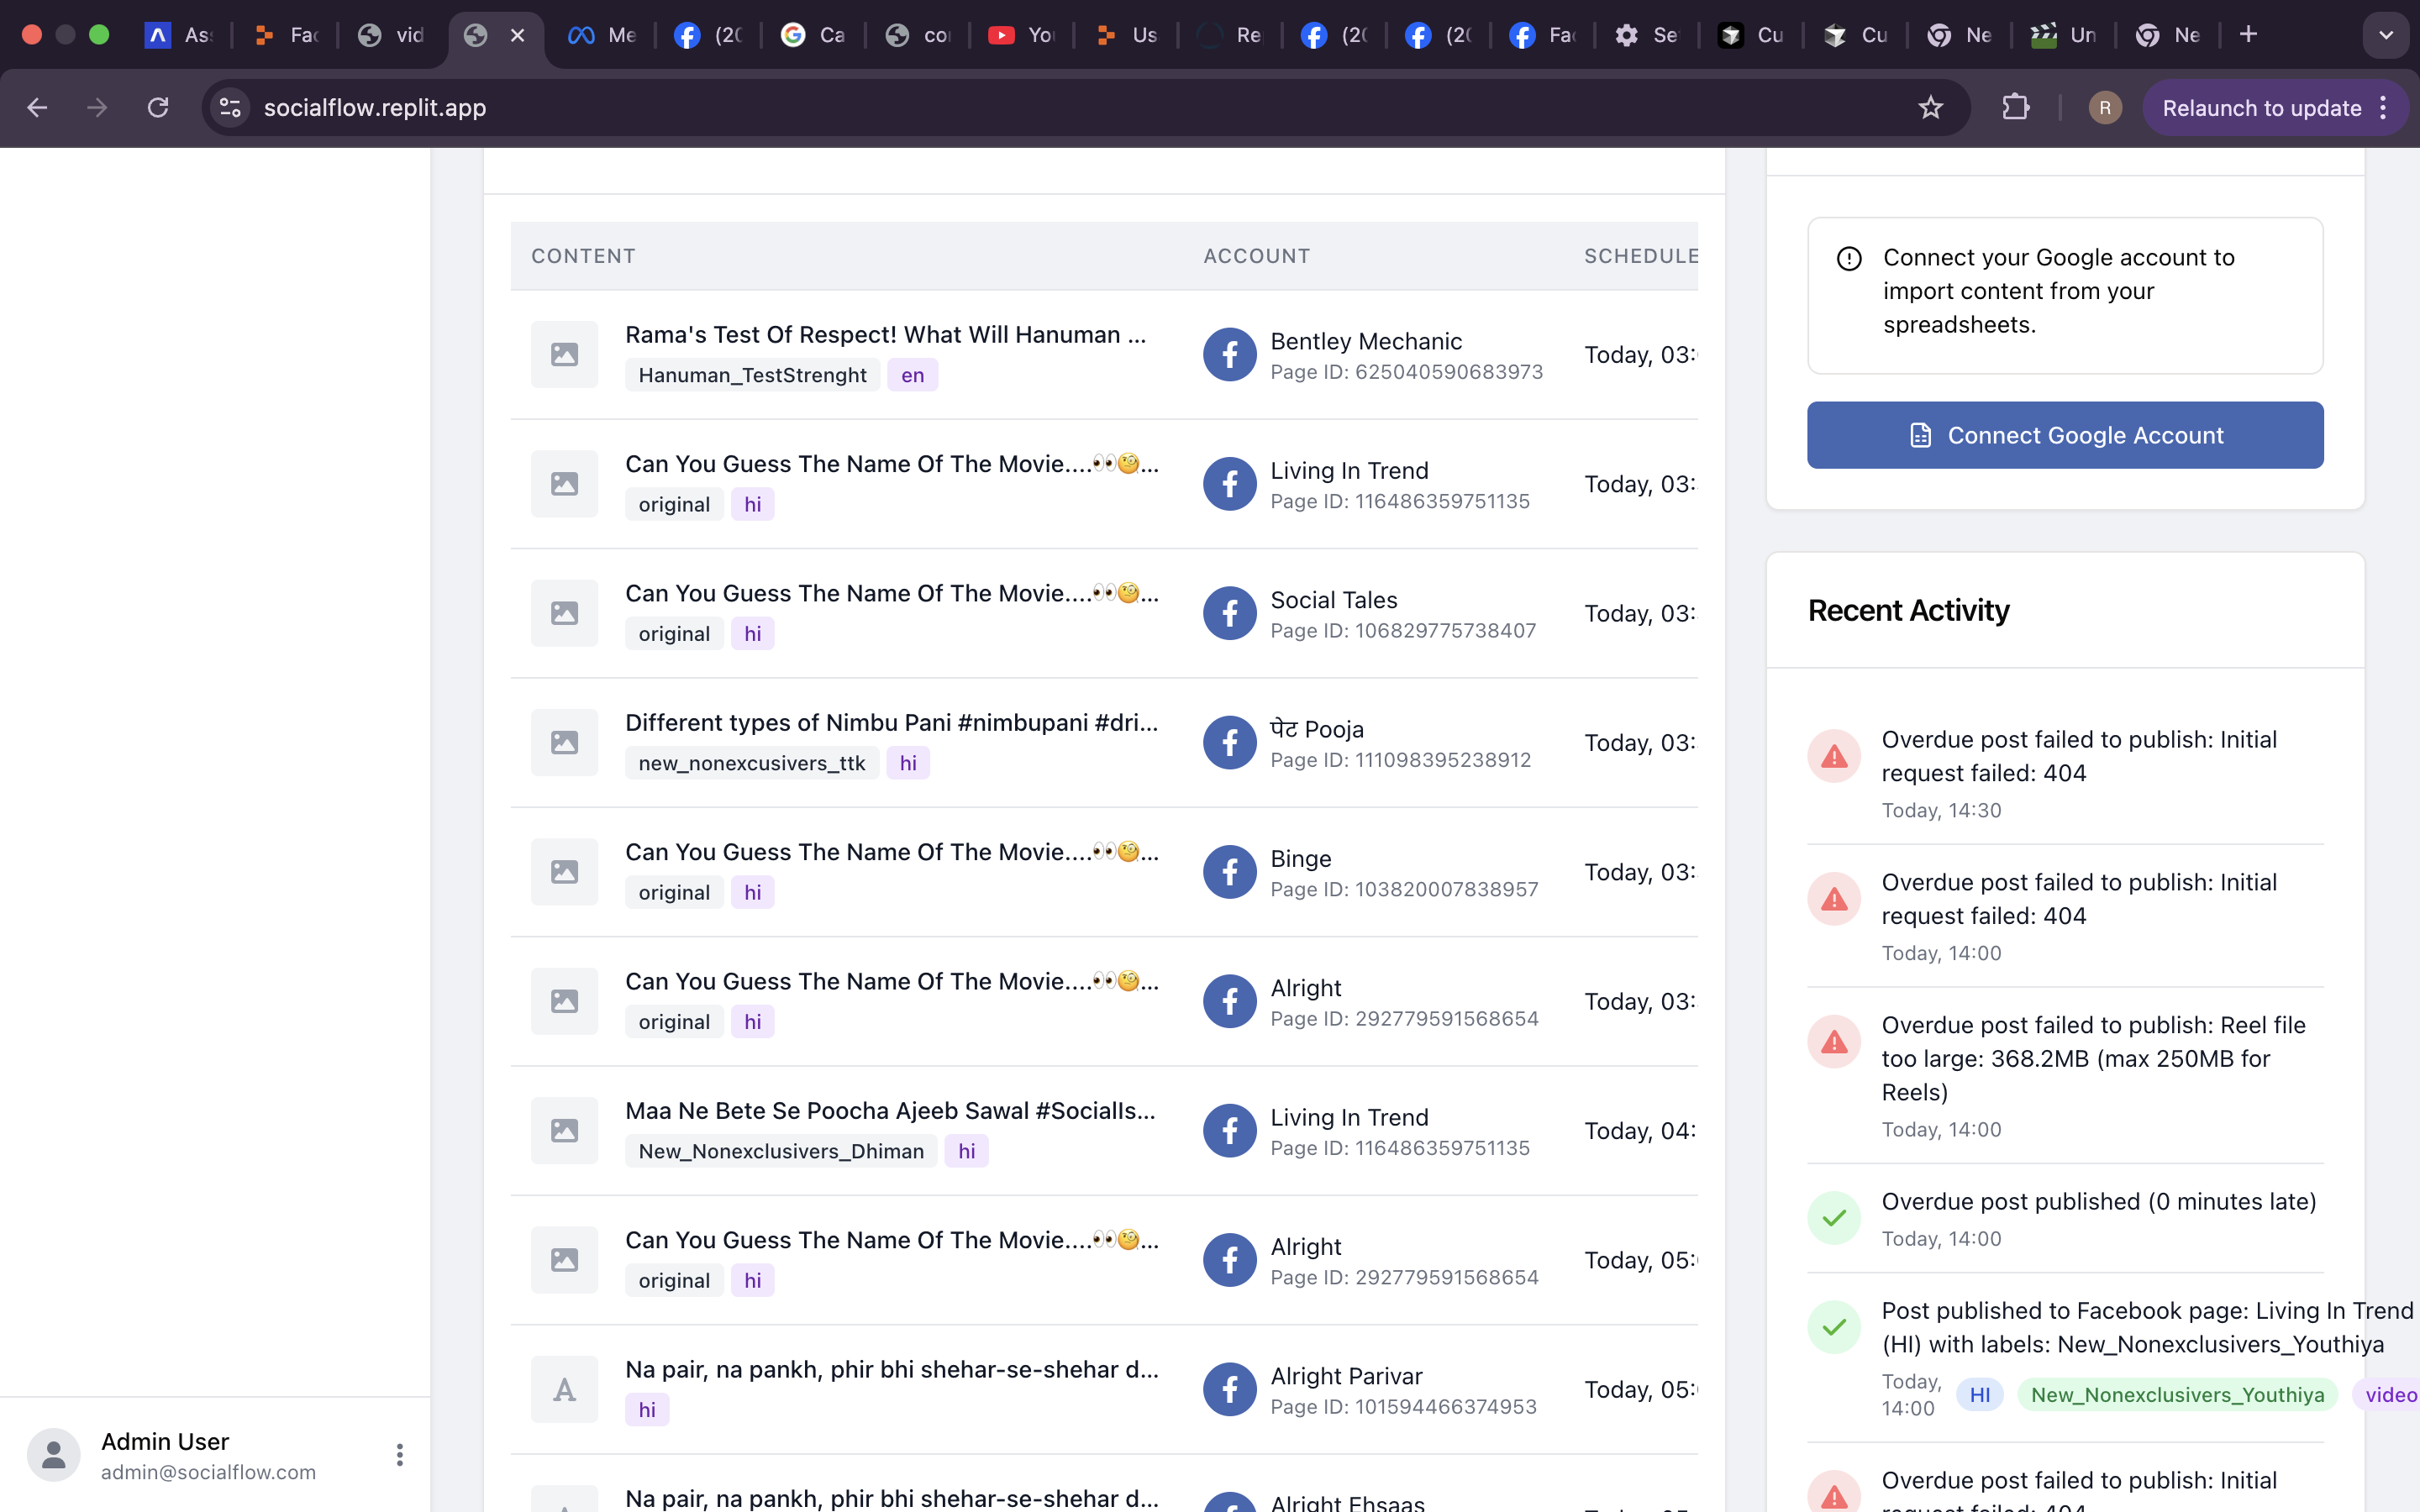 As
Fac
vid
Me
(20
Ca
co
You
Us
Re
(20
(20
Fa
Se
Cu
Cu
Ne
Un
Ne
socialflow.replit.app
R
Relaunch to update
CONTENT
ACCOUNT
SCHEDULE
Rama's Test Of Respect! What Will Hanuman ...
Hanuman_TestStrenght
en
Bentley Mechanic
Page ID: 625040590683973
Today, 03:
Can You Guess The Name Of The Movie....👀🧐...
original
hi
Living In Trend
Page ID: 116486359751135
Today, 03:
Can You Guess The Name Of The Movie....👀🧐...
original
hi
Social Tales
Page ID: 106829775738407
Today, 03:
Different types of Nimbu Pani #nimbupani #dri...
new_nonexcusivers_ttk
hi
पेट Pooja
Page ID: 111098395238912
Today, 03:
Can You Guess The Name Of The Movie....👀🧐...
original
hi
Binge
Page ID: 103820007838957
Today, 03:
Can You Guess The Name Of The Movie....👀🧐...
original
hi
Alright
Page ID: 292779591568654
Today, 03:
Maa Ne Bete Se Poocha Ajeeb Sawal #SocialIs...
New_Nonexclusivers_Dhiman
hi
Living In Trend
Page ID: 116486359751135
Today, 04:
Can You Guess The Name Of The Movie....👀🧐...
original
hi
Alright
Page ID: 292779591568654
Today, 05:
Na pair, na pankh, phir bhi shehar-se-shehar d...
hi
Alright Parivar
Page ID: 101594466374953
Today, 05:
Na pair, na pankh, phir bhi shehar-se-shehar d...
Alright Ehsaas
Connect your Google account to
import content from your
spreadsheets.
Connect Google Account
Recent Activity
Overdue post failed to publish: Initial
request failed: 404
Today, 14:30
Overdue post failed to publish: Initial
request failed: 404
Today, 14:00
Overdue post failed to publish: Reel file
too large: 368.2MB (max 250MB for
Reels)
Today, 14:00
Overdue post published (0 minutes late)
Today, 14:00
Post published to Facebook page: Living In Trend
(HI) with labels: New_Nonexclusivers_Youthiya
Today,
14:00
HI
New_Nonexclusivers_Youthiya
video
Overdue post failed to publish: Initial
request failed: 404
Admin User
admin@socialflow.com